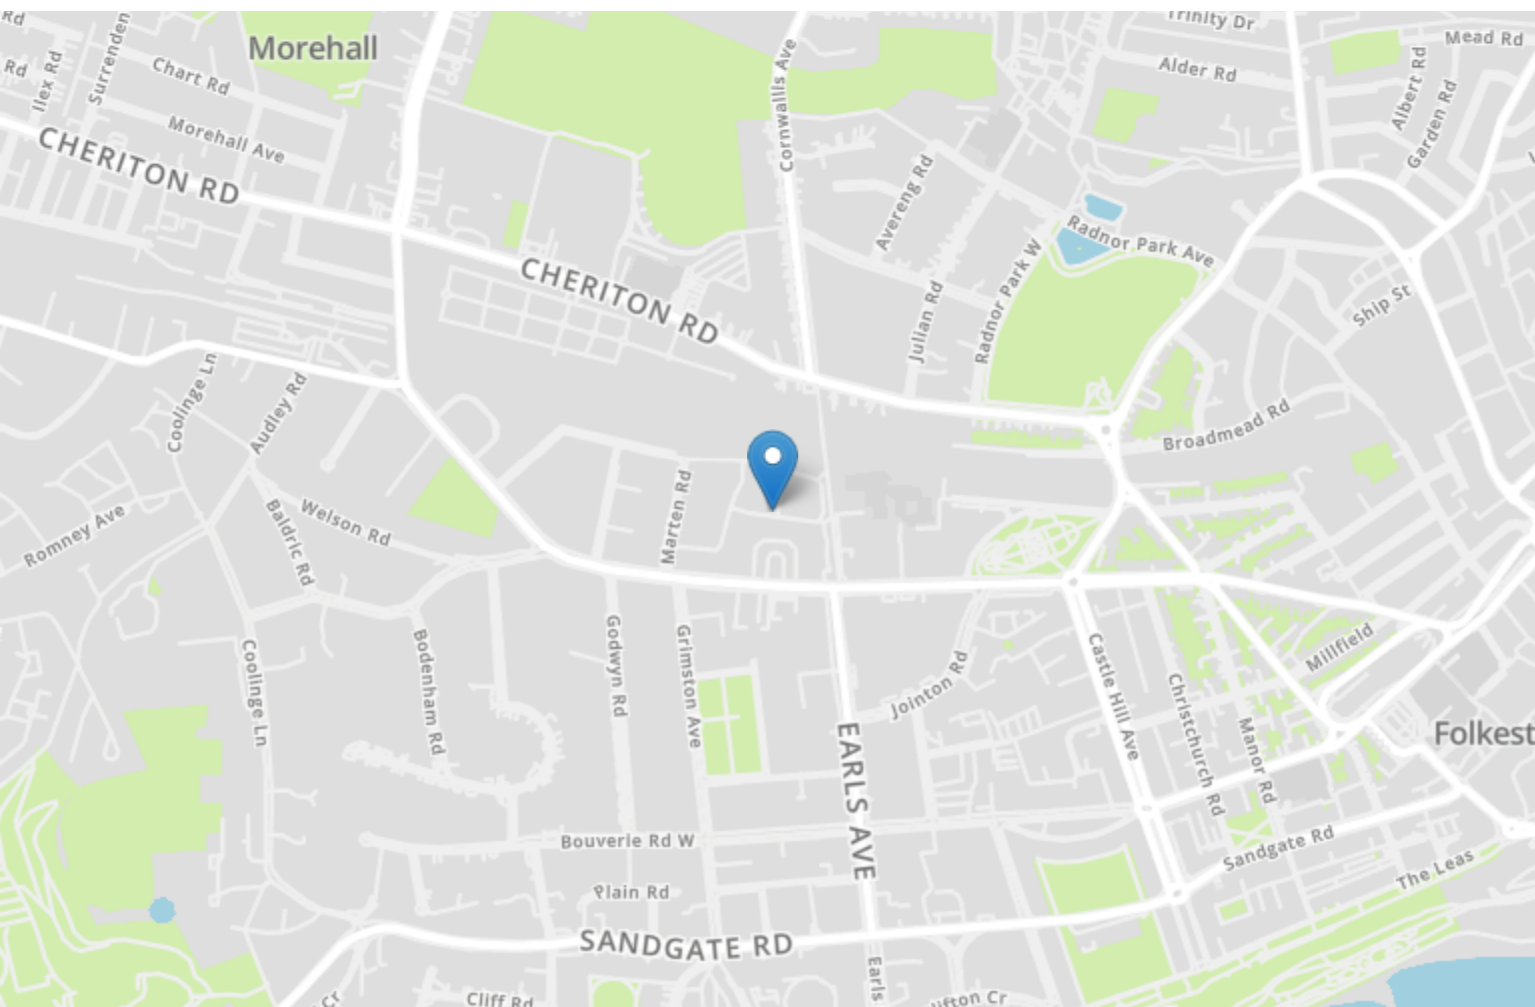 Rd
Trinity Dr
Morehall
Mead Rd
Surrenden
Chart Rd
Alder Rd
Rd
Ilex Rd
Albert Rd
Cornwallis Ave
Garden Rd
Morehall Ave
CHERITON RD
Avereng Rd
Radnor Park Ave
CHERITON RD
Radnor Park W
Julian Rd
Ship St
Coolinge Ln
Audley Rd
Broadmead Rd
Marten Rd
Welson Rd
Romney Ave
Baldric Rd
Millfield
Coolinge Ln
Bodenham Rd
Godwyn Rd
Grimston Ave
Jointon Rd
Castle Hill Ave
Christchurch Rd
Manor Rd
Folkest
EARLS AVE
Bouverie Rd W
Sandgate Rd
The Leas
Plain Rd
SANDGATE RD
Earls
Cliff Rd
lifton Cr
Cr